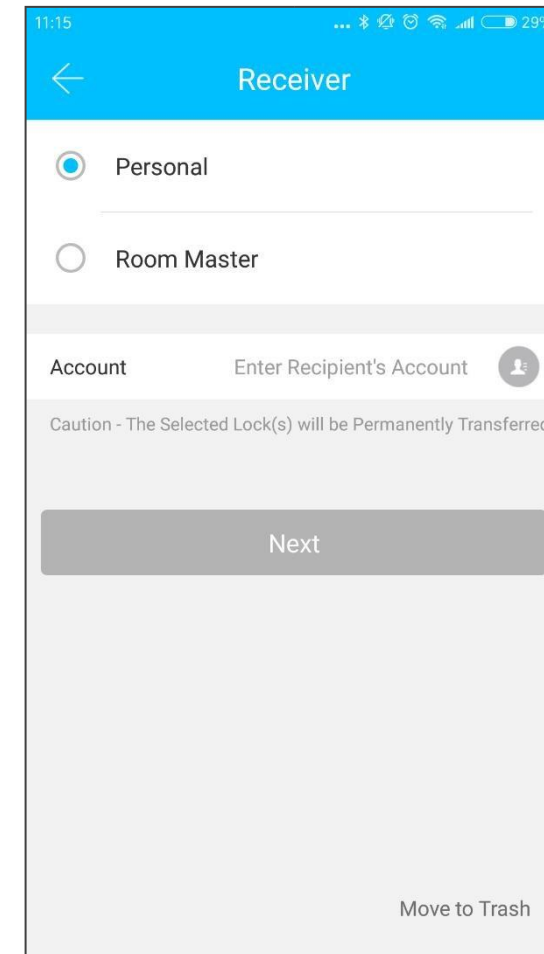 11:15
... 29%
Receiver
Personal
Room Master
Account Enter Recipient's Account
Caution - The Selected Lock(s) will be Permanently Transferred
Next
Move to Trash